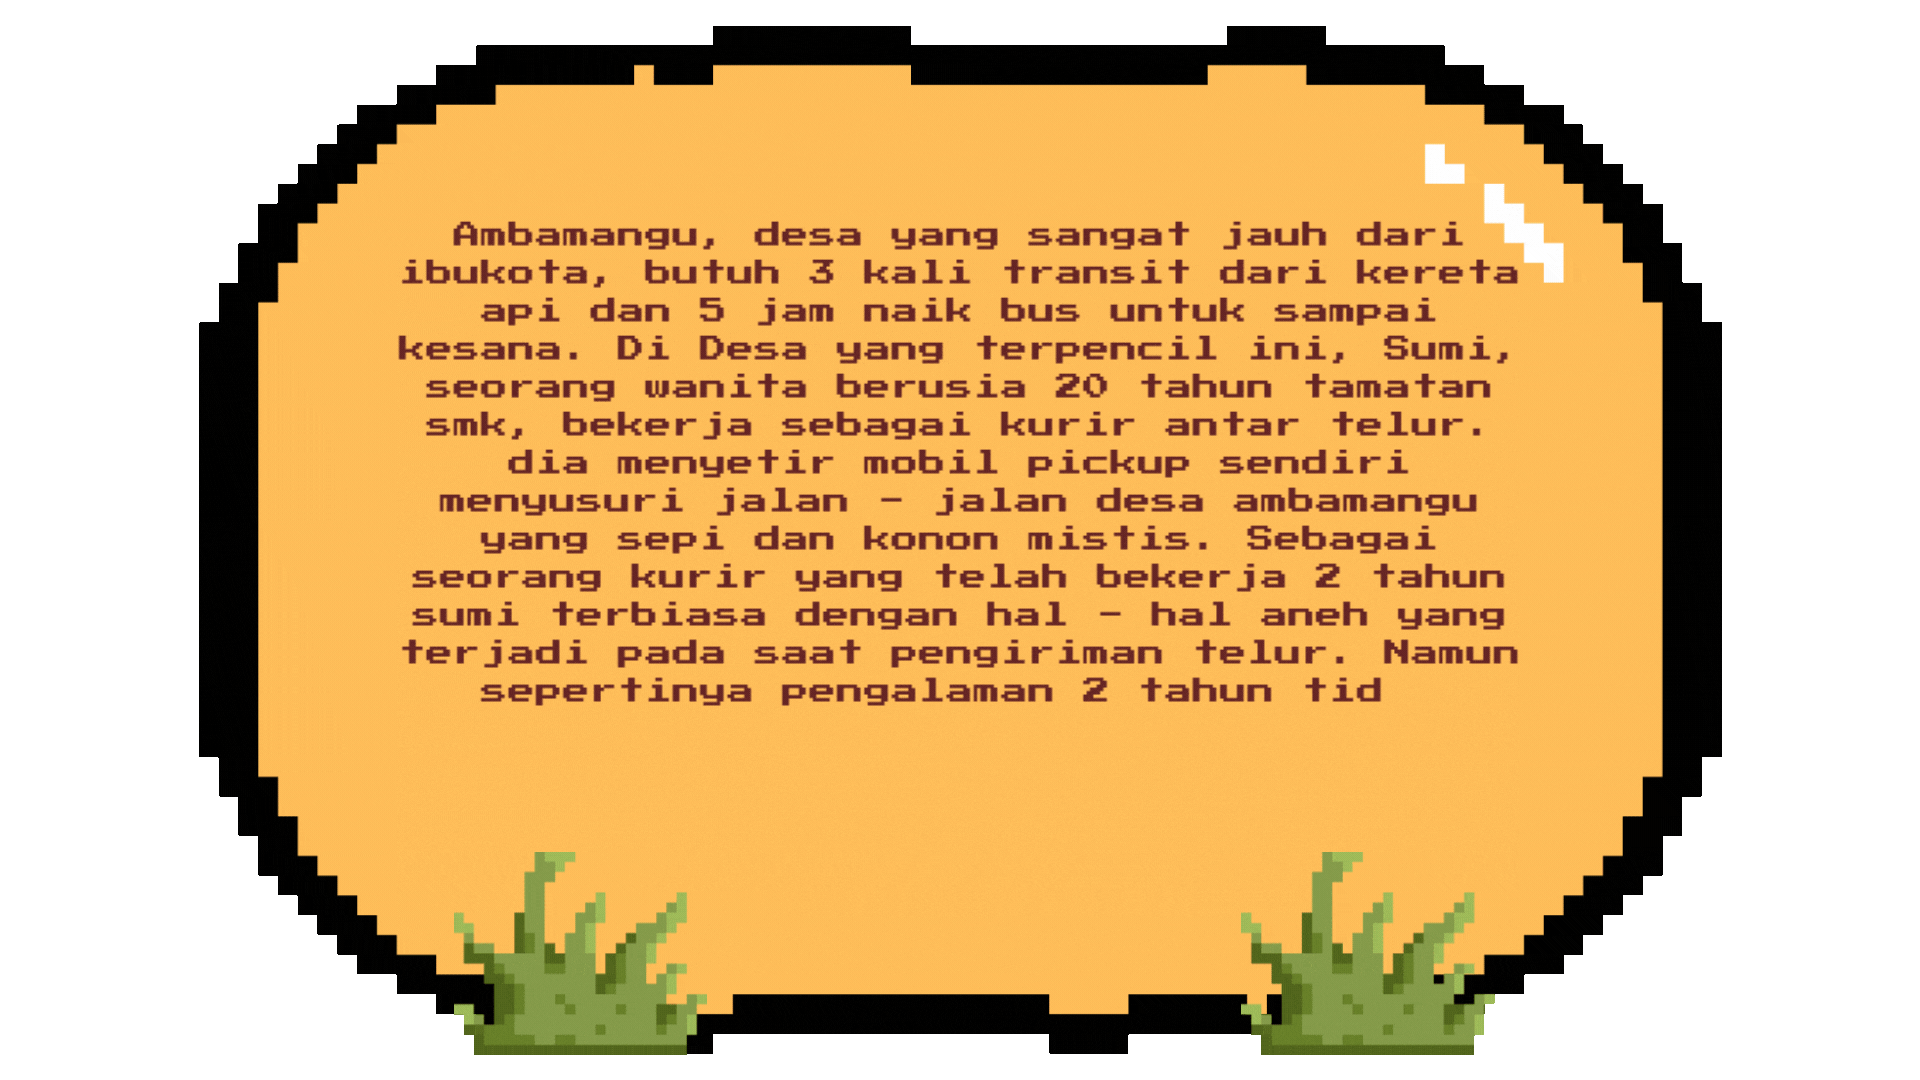 Ambamangu, desa yang sangat jauh dari
ibukota, butuh 3 kali transit dari kereta
api dan 5 jam naik bus untuk sampai
kesana. Di Desa yang terpencil ini, Sumi,
seorang wanita berusia 20 tahun tamatan
smk, bekerja sebagai kurir antar telur.
dia menyetir mobil pickup sendiri
menyusuri jalan - jalan desa ambamangu
yang sepi dan konon mistis. Sebagai
seorang kurir yang telah bekerja 2 tahun
sumi terbiasa dengan hal - hal aneh yang
terjadi pada saat pengiriman telur. Namun
sepertinya pengalaman 2 tahun tid